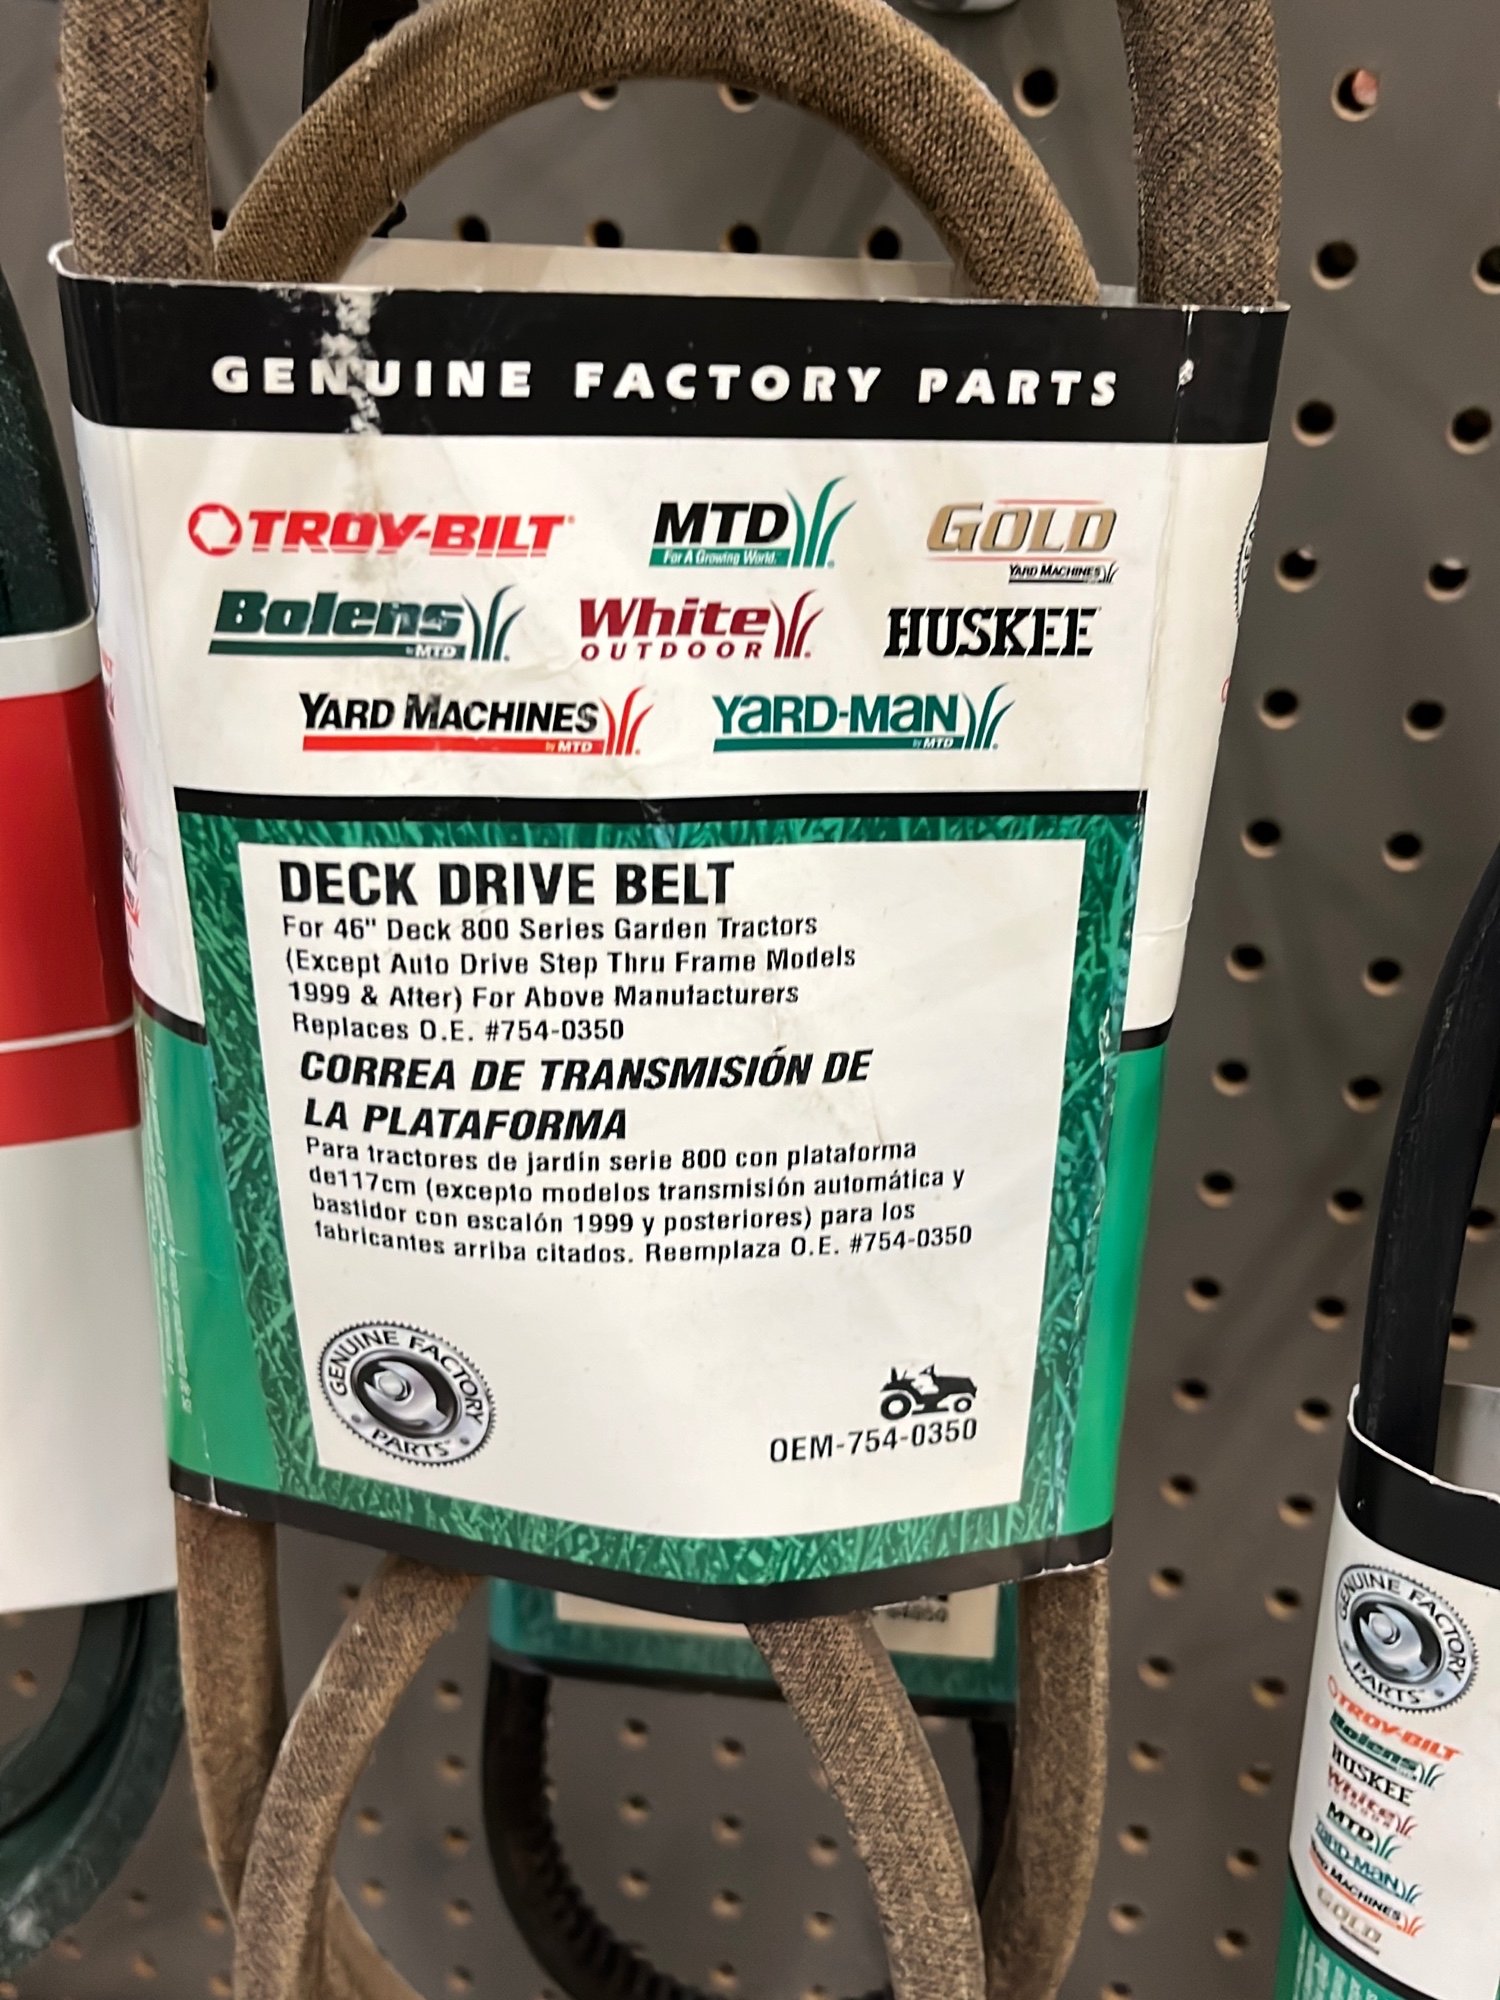 GENUINE FACTORY PARTS
TROY-BILT
MTD
For A Growing World.
GOLD
YARD MACHINES
Bolens
by MTD
White
OUTDOOR
HUSKEE
YARD MACHINES
by MTD
YARD-MAN
by MTD
DECK DRIVE BELT
For 46" Deck 800 Series Garden Tractors
(Except Auto Drive Step Thru Frame Models
1999 & After) For Above Manufacturers
Replaces O.E. #754-0350
CORREA DE TRANSMISIÓN DE
LA PLATAFORMA
Para tractores de jardín serie 800 con plataforma
de117cm (excepto modelos transmisión automática y
bastidor con escalón 1999 y posteriores) para los
fabricantes arriba citados. Reemplaza O.E. #754-0350
GENUINE FACTORY
PARTS
OEM-754-0350
GENUINE FACTORY
PARTS
TROY-BILT
Bolens
HUSKEE
White
MTD
YARD-MAN
MACHINES
GOLD